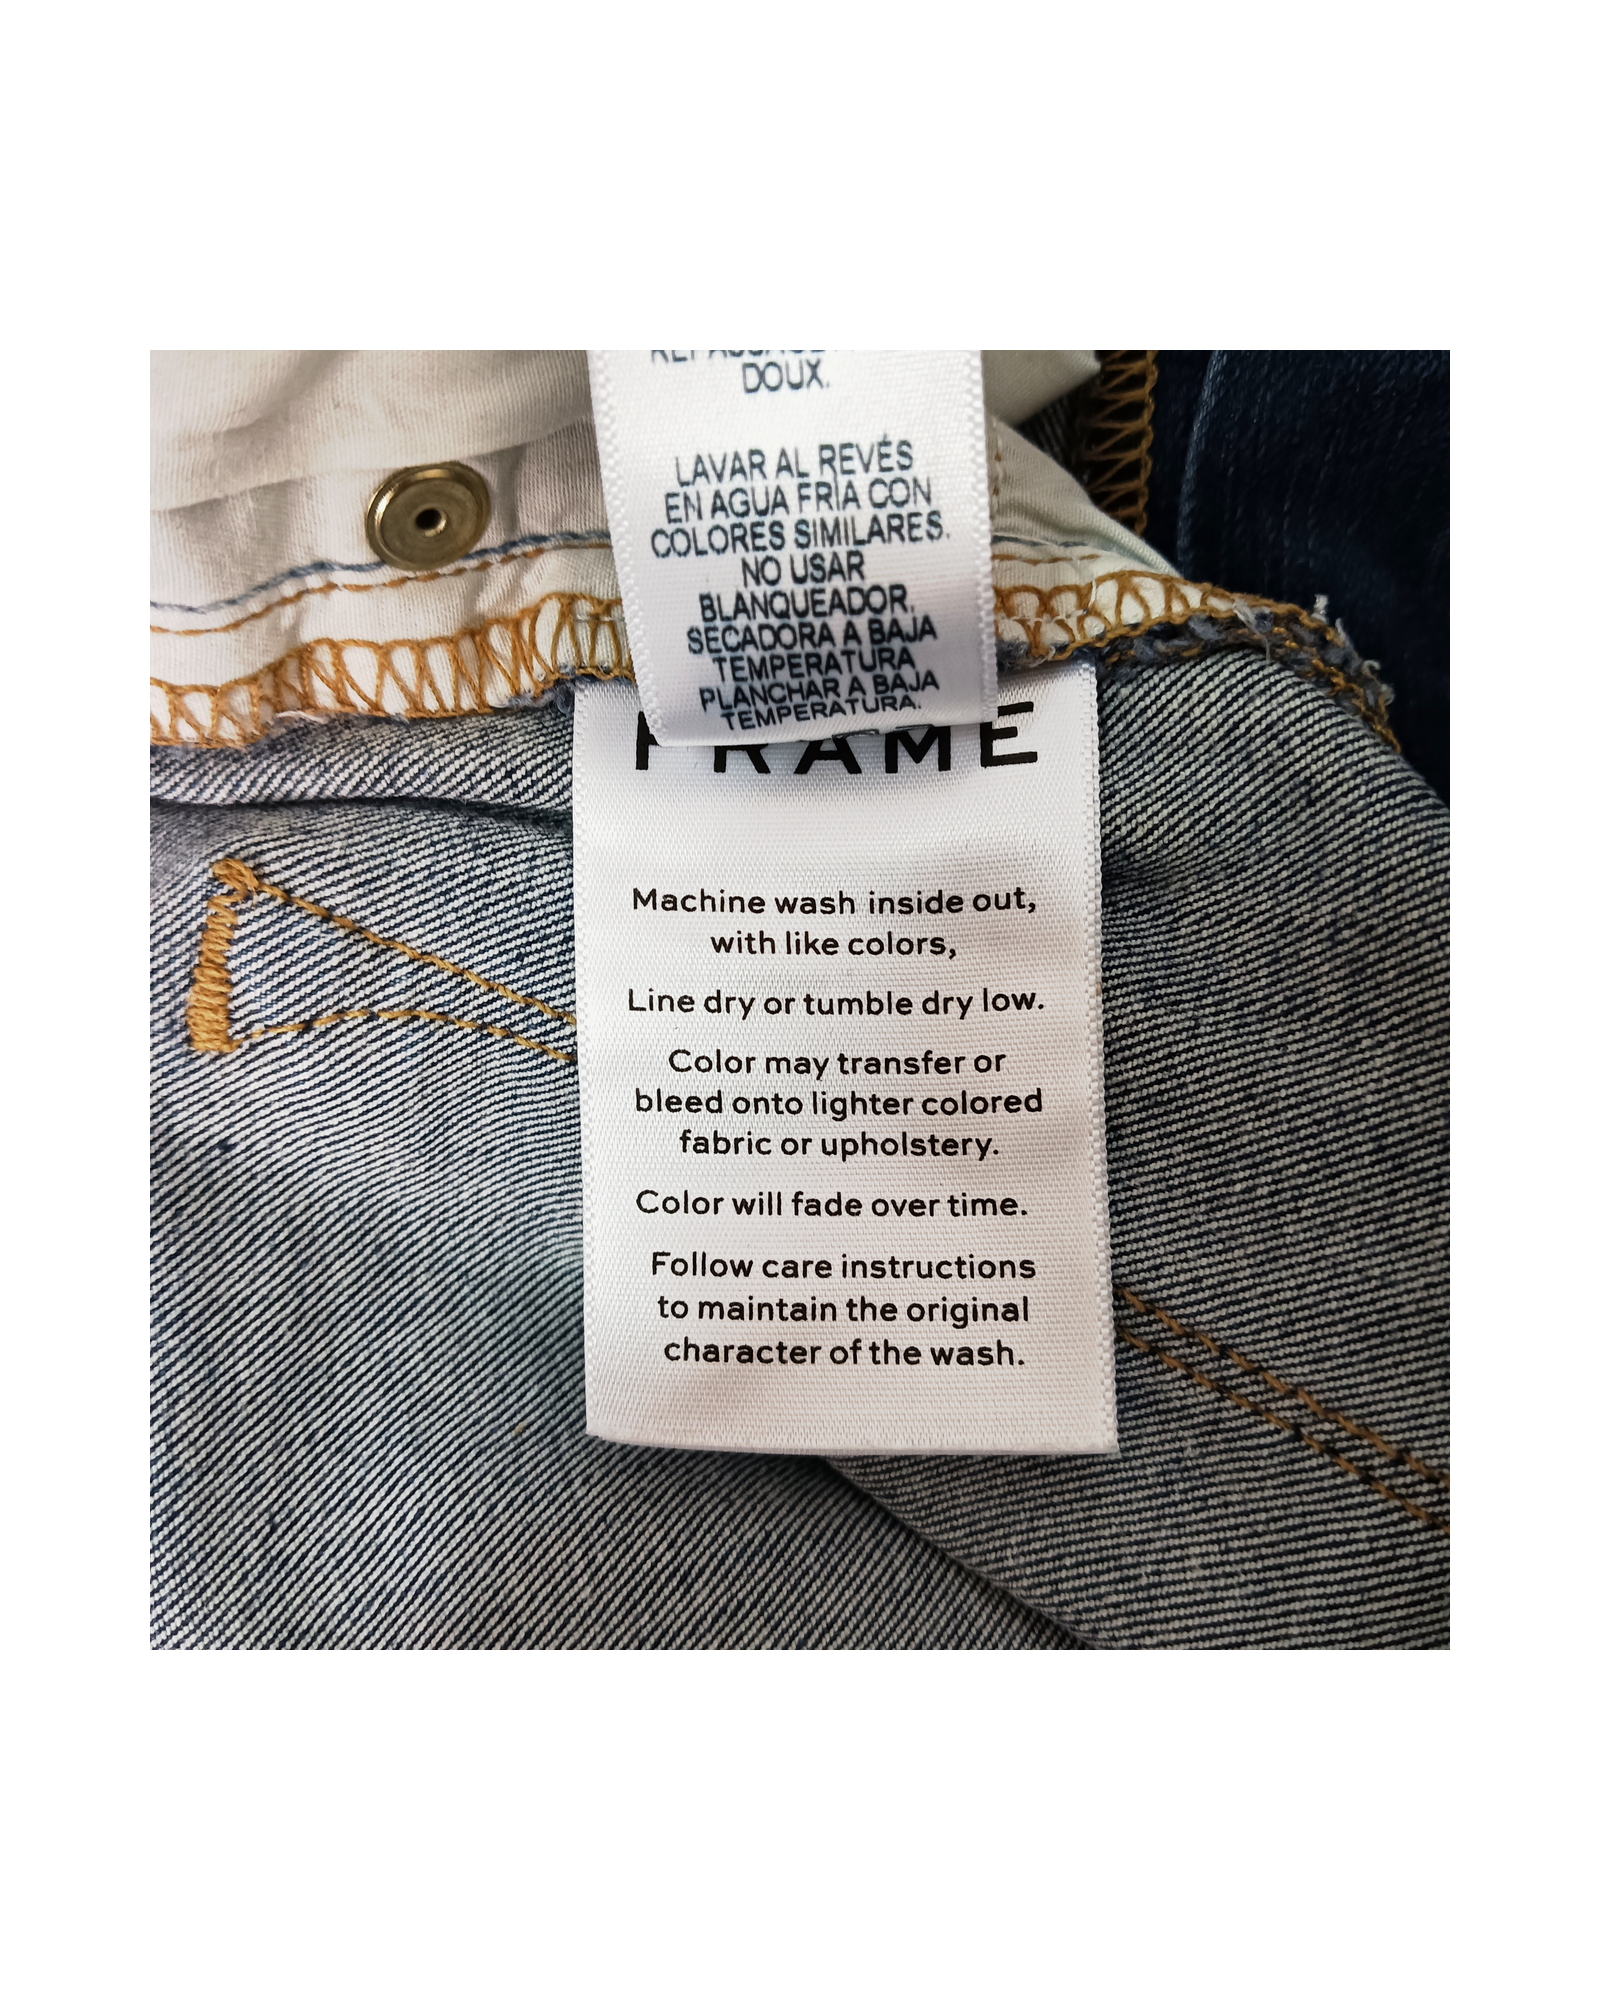 DOUX.
LAVAR AL REVÉS
EN AGUA FRIA CON
COLORES SIMILARES.
NO USAR
BLANQUEADOR.
SECADORA A BAJA
TEMPERATURA
PLANCHAR A BAJA
TEMPERATURA.
FRAME
Machine wash inside out,
with like colors,
Line dry or tumble dry low.
Color may transfer or
bleed onto lighter colored
fabric or upholstery.
Color will fade over time.
Follow care instructions
to maintain the original
character of the wash.